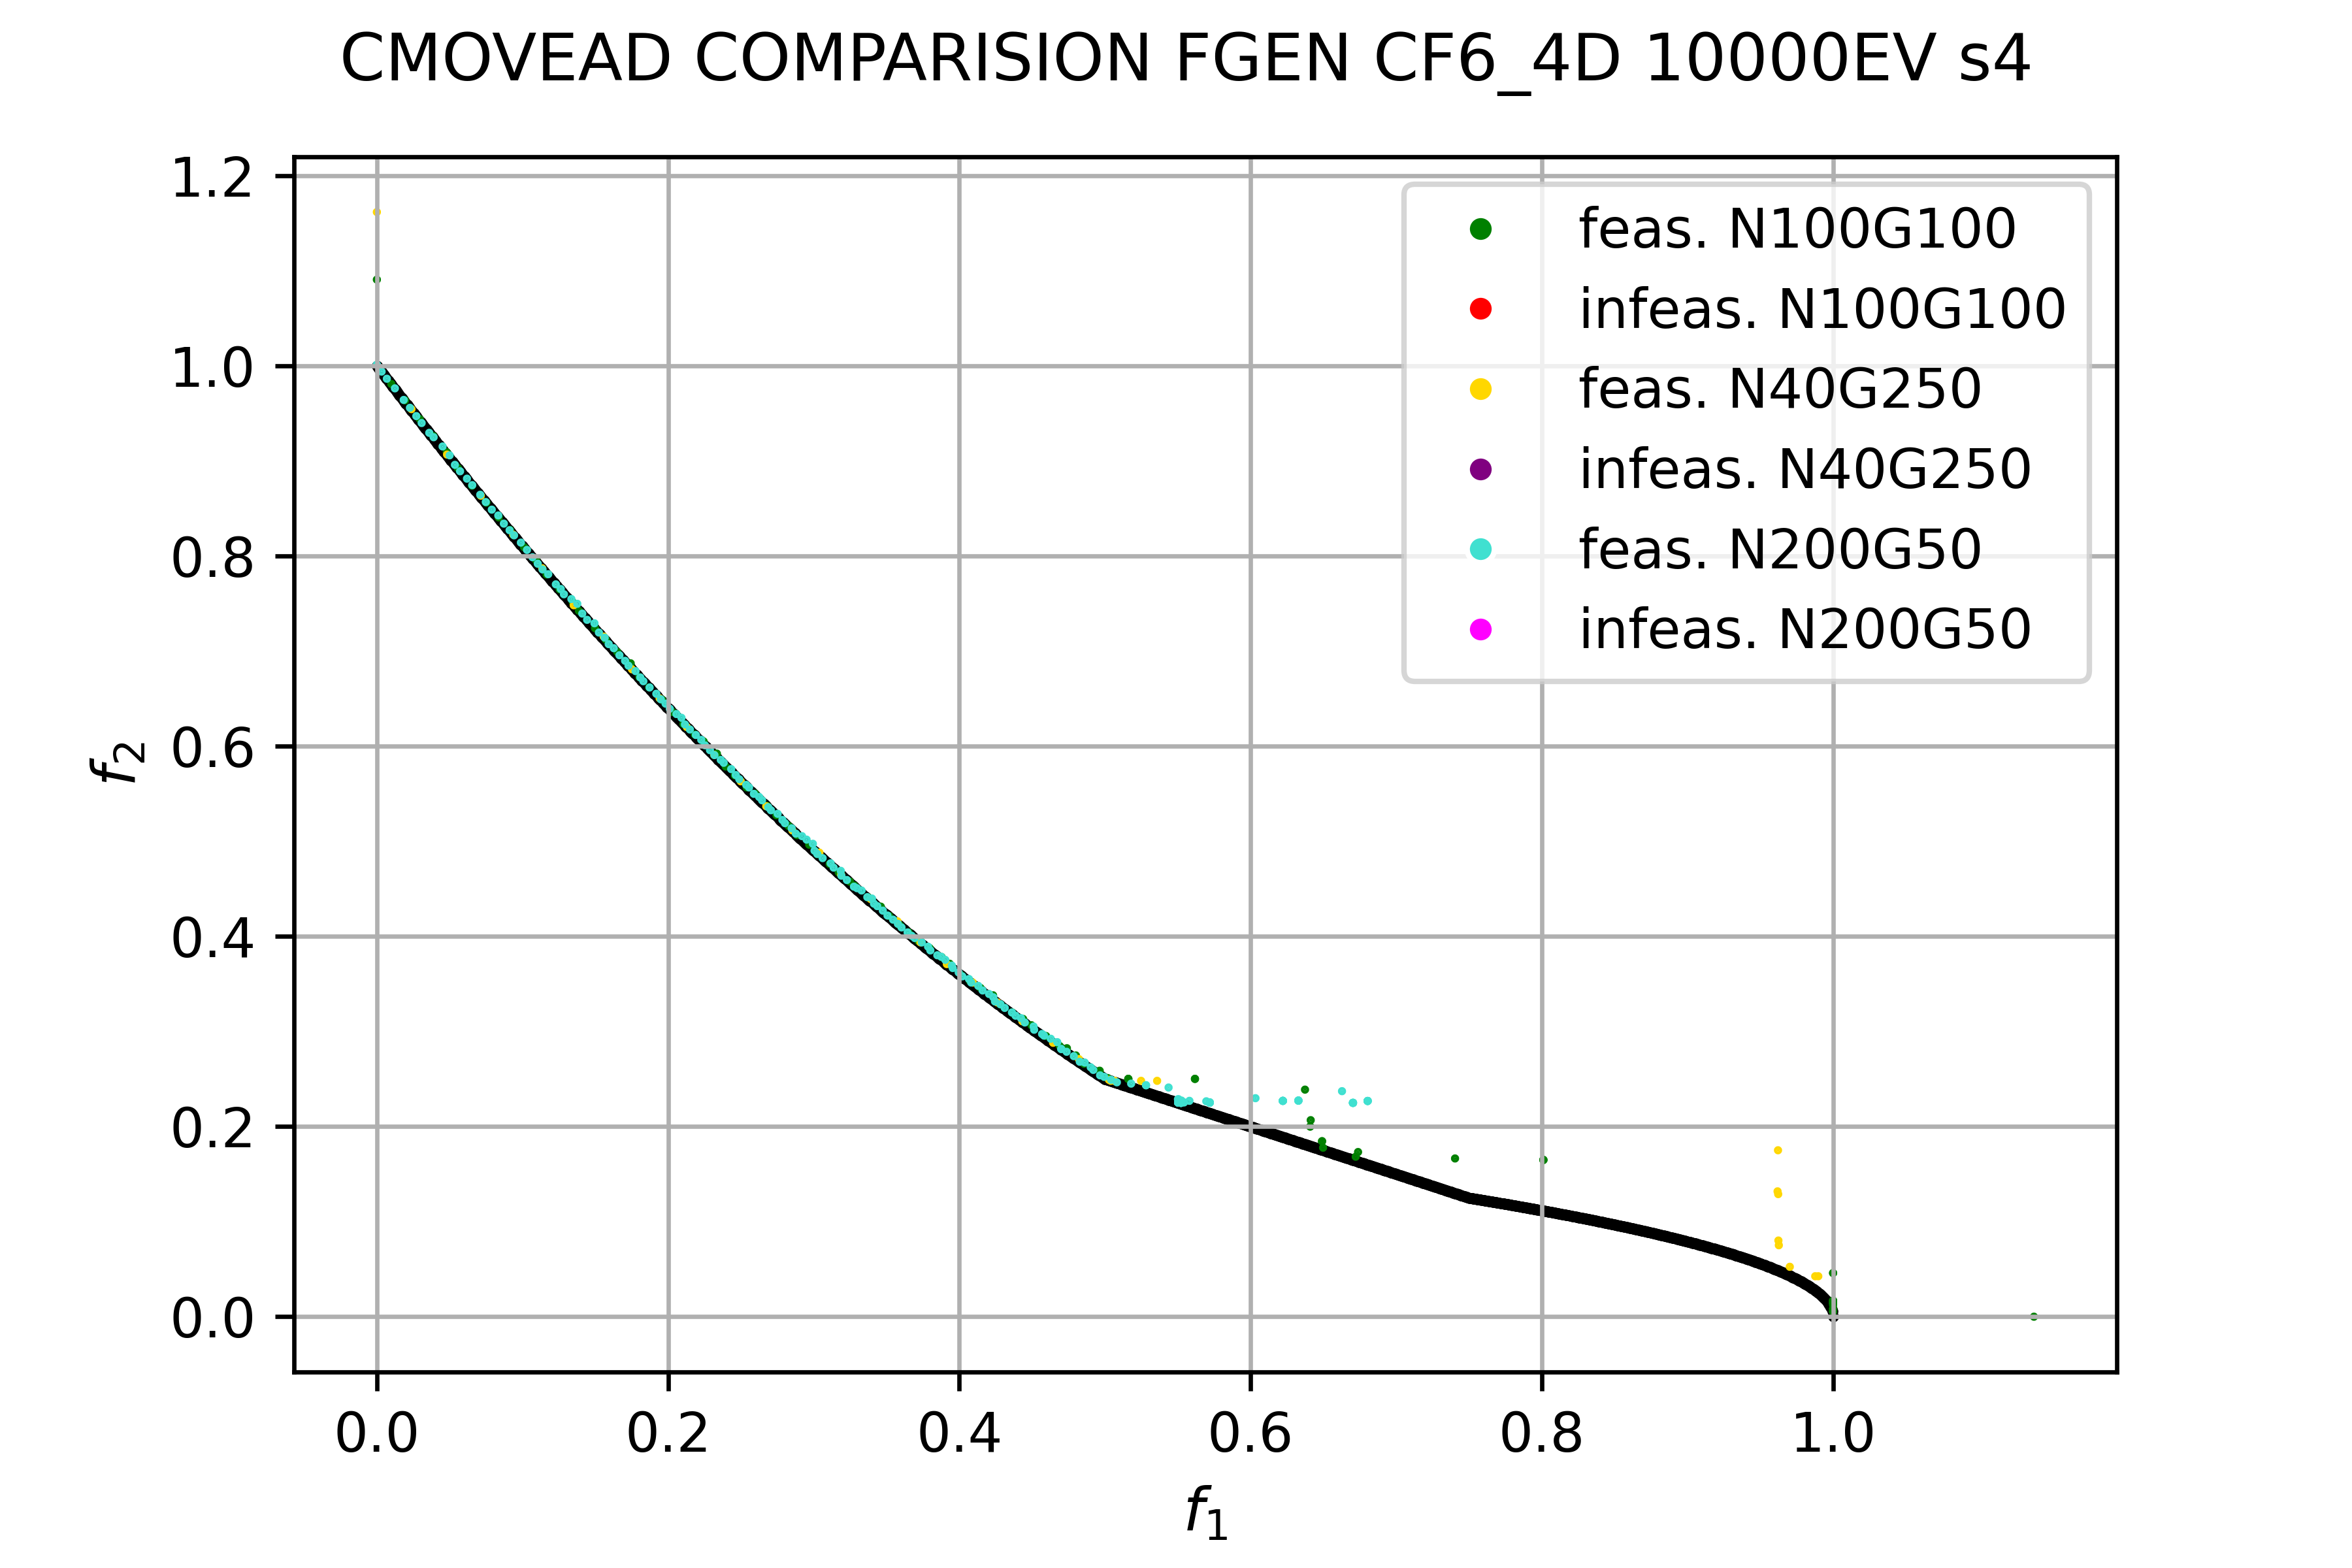 CMOVEAD COMPARISION FGEN CF6_4D 10000EV s4
1.2
1.0
0.8
0.6
0.4
0.2
0.0
f2
feas. N100G100
infeas. N100G100
feas. N40G250
infeas. N40G250
feas. N200G50
infeas. N200G50
0.0 0.2 0.4 0.6 0.8 1.0
f1